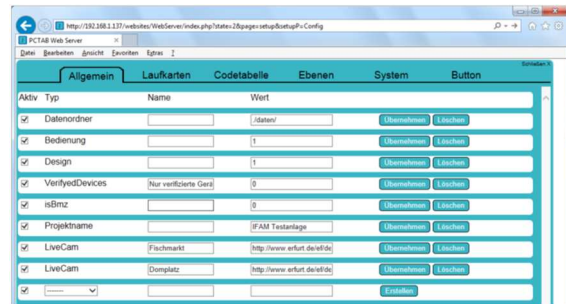 http://192.168.1.137/websites/WebServer/index.php?state=2&page=setup&setupP=Config
PCTAB Web Server
Datei Bearbeiten Ansicht Favoriten Extras ?
Schließen X
Allgemein Laufkarten Codetabelle Ebenen System Button
Aktiv Typ Name Wert
Datenordner ./daten/ Übernehmen Löschen
Bedienung 1 Übernehmen Löschen
Design 1 Übernehmen Löschen
VerifyedDevices Nur verifizierte Gerä 0 Übernehmen Löschen
isBmz 0 Übernehmen Löschen
Projektname IFAM Testanlage Übernehmen Löschen
LiveCam Fischmarkt http://www.erfurt.de/ef/de Übernehmen Löschen
LiveCam Domplatz http://www.erfurt.de/ef/de Übernehmen Löschen
------ Erstellen